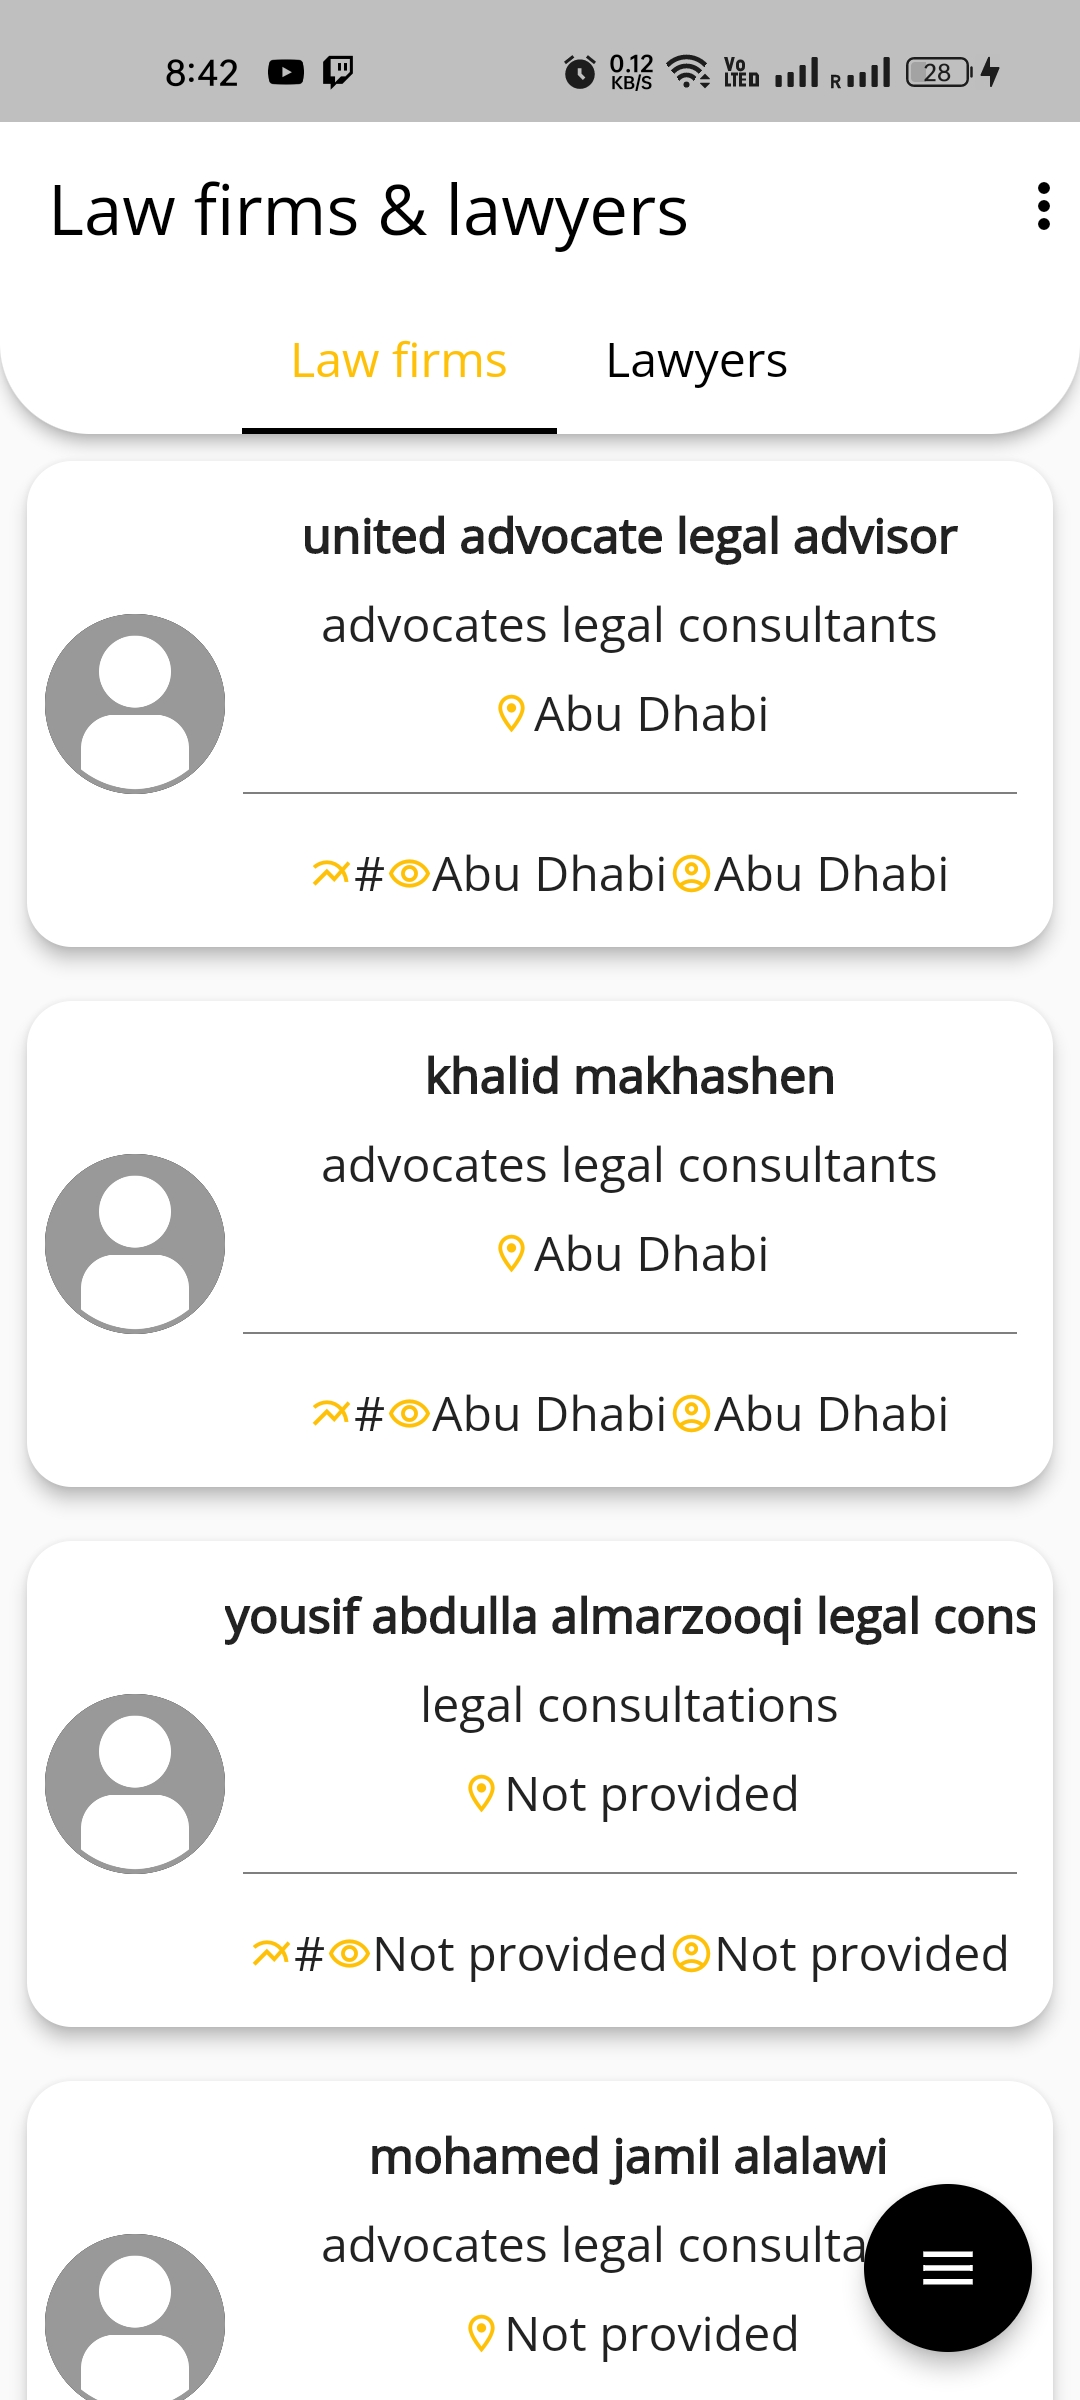 8:42 0.12 KB/S VoLTED R 28
Law firms & lawyers
Law firms Lawyers
united advocate legal advisor
advocates legal consultants
Abu Dhabi
# Abu Dhabi Abu Dhabi
khalid makhashen
advocates legal consultants
Abu Dhabi
# Abu Dhabi Abu Dhabi
yousif abdulla almarzooqi legal cons
legal consultations
Not provided
# Not provided Not provided
mohamed jamil alalawi
advocates legal consulta
Not provided